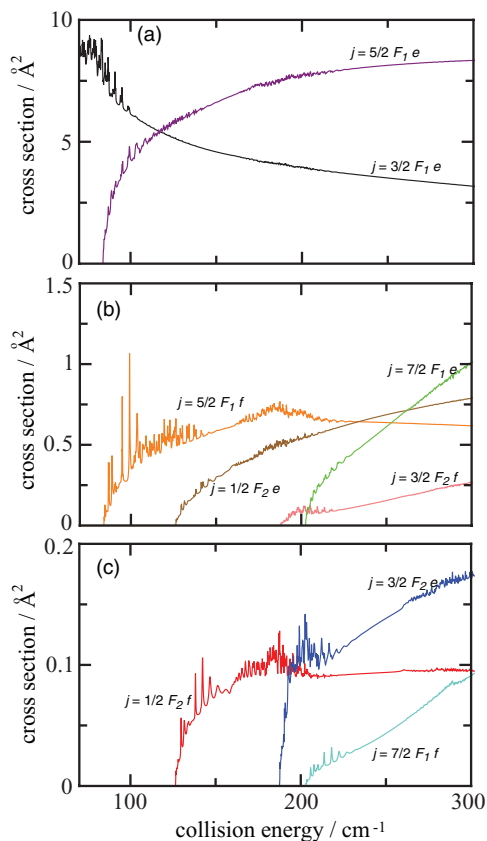 10
(a)
j = 5/2 F1 e
cross section / Å2
5
j = 3/2 F1 e
0
1.5
(b)
j = 7/2 F1 e
cross section / Å2
1
j = 5/2 F1 f
0.5
j = 3/2 F2 f
j = 1/2 F2 e
0
0.2
(c)
j = 3/2 F2 e
cross section / Å2
0.1
j = 1/2 F2 f
j = 7/2 F1 f
0
100 200 300
collision energy / cm-1